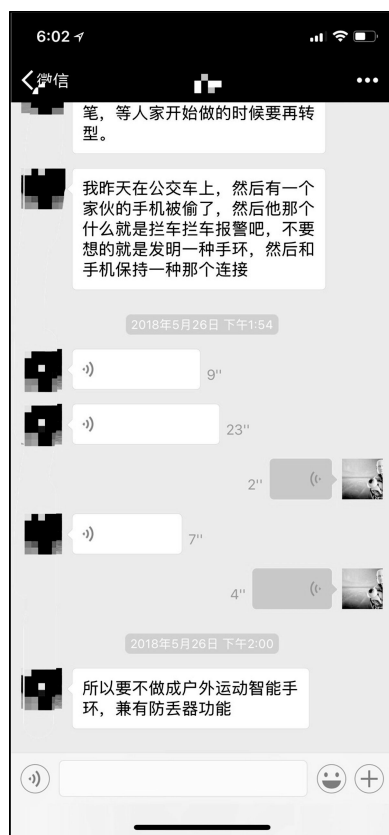 6:02
微信
笔，等人家开始做的时候要再转
型。
我昨天在公交车上，然后有一个
家伙的手机被偷了，然后他那个
什么就是拦车拦车报警吧，不要
想的就是发明一种手环，然后和
手机保持一种那个连接
2018年5月26日 下午1:54
9"
23"
2"
7"
4"
2018年5月26日 下午2:00
所以要不做成户外运动智能手
环，兼有防丢器功能